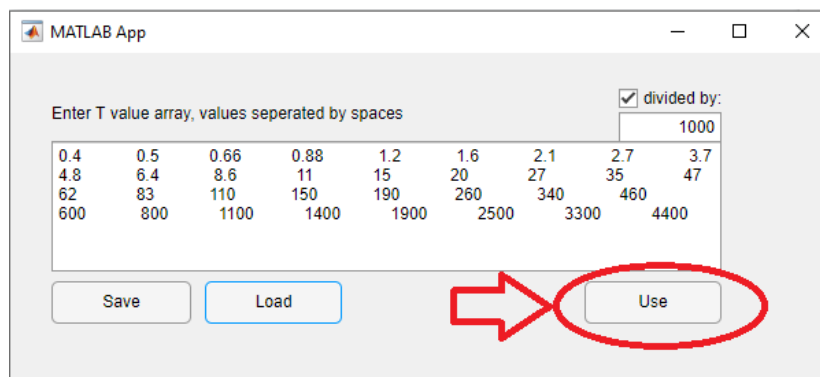 MATLAB App
divided by:
Enter T value array, values seperated by spaces
1000
0.4 0.5 0.66 0.88 1.2 1.6 2.1 2.7 3.7
4.8 6.4 8.6 11 15 20 27 35 47
62 83 110 150 190 260 340 460
600 800 1100 1400 1900 2500 3300 4400
Save Load Use